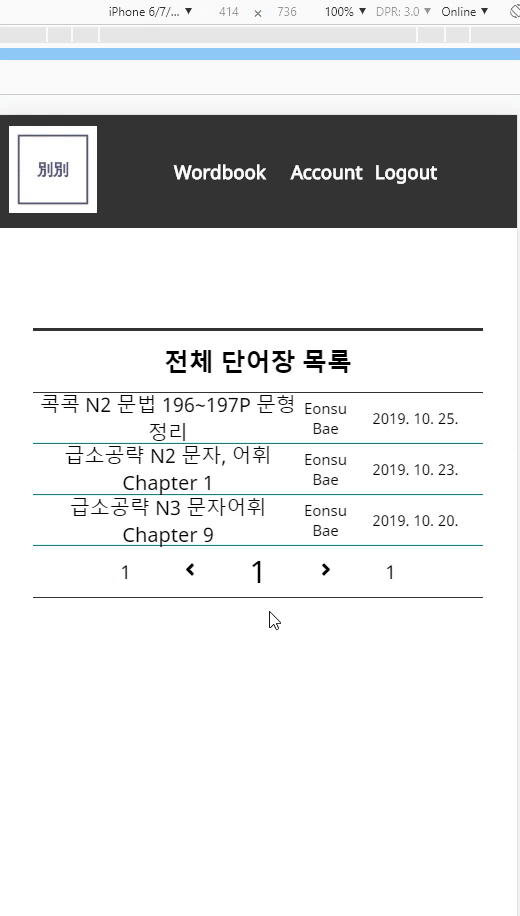 iPhone 6/7/... ▼ 414 × 736 100% ▼ DPR: 3.0 ▼ Online ▼
別別
Wordbook Account Logout
전체 단어장 목록
콕콕 N2 문법 196~197P 문형
정리
Eonsu
Bae
2019. 10. 25.
급소공략 N2 문자, 어휘
Chapter 1
Eonsu
Bae
2019. 10. 23.
급소공략 N3 문자어휘
Chapter 9
Eonsu
Bae
2019. 10. 20.
1 1 1